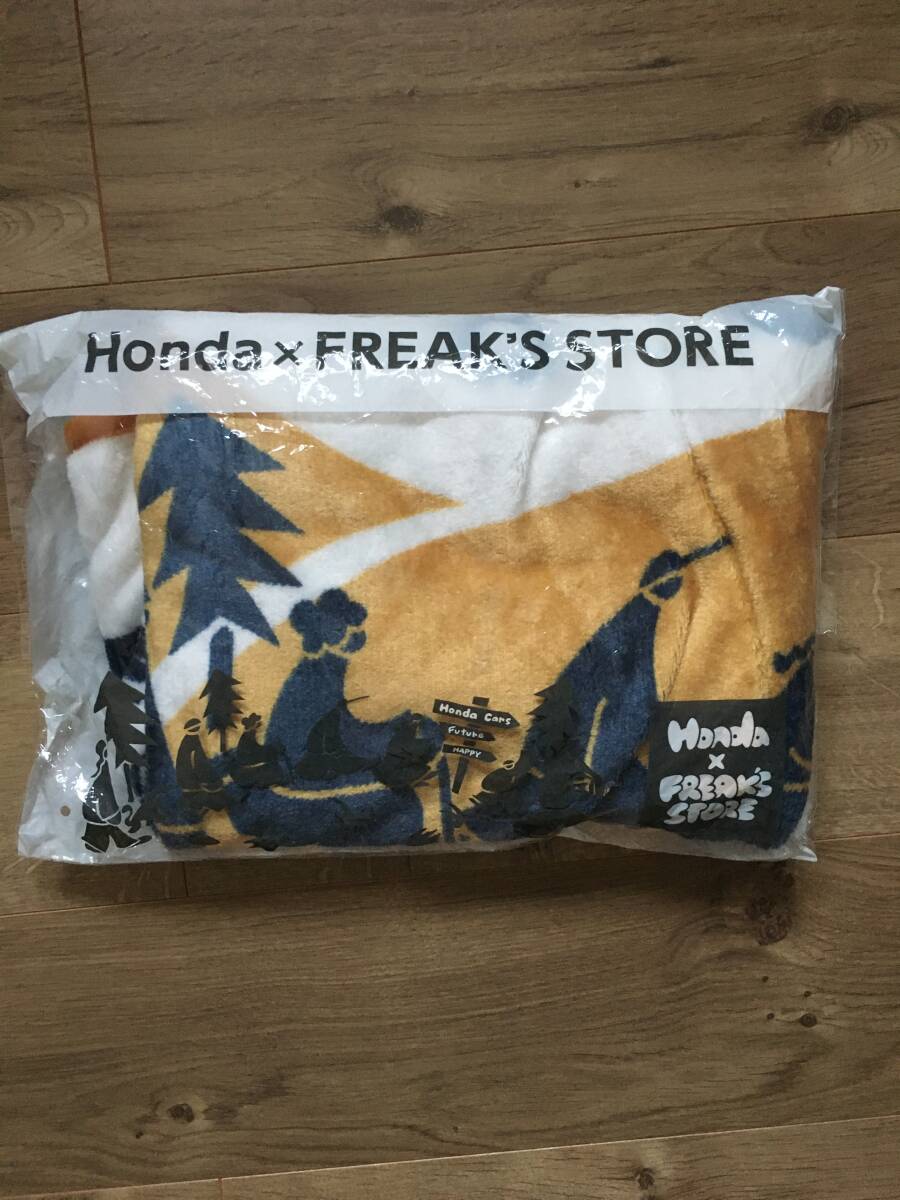 Honda × FREAK'S STORE
Honda Cars
Future
HAPPY
Honda
×
FREAK'S
STORE